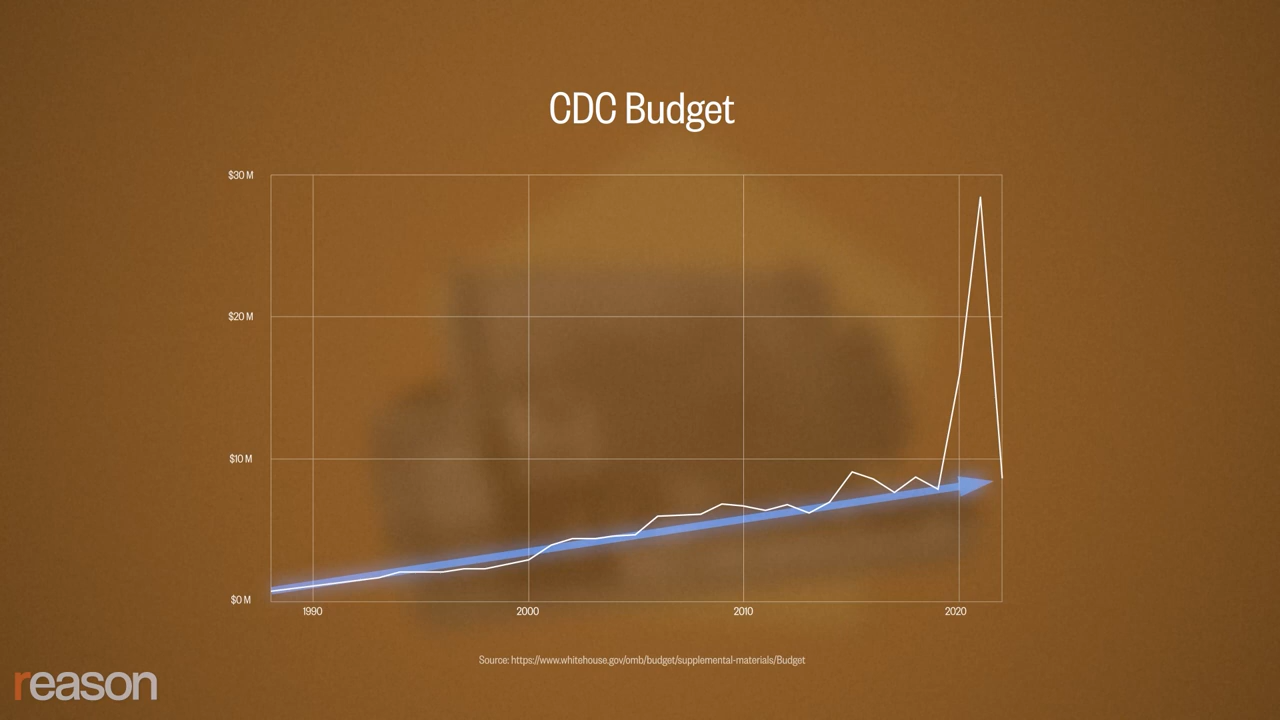 CDC Budget
$30 M
$20 M
$10 M
$0 M
1990 2000 2010 2020
Source: https://www.whitehouse.gov/omb/budget/supplemental-materials/Budget
reason